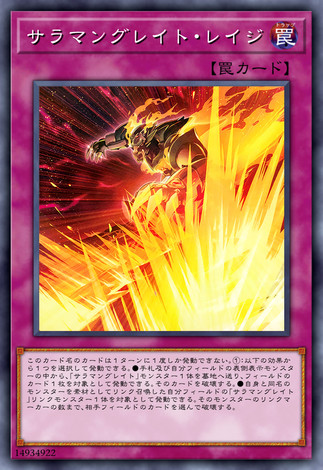 サラマングレイト・レイジ
トラップ
罠
【罠カード】
このカード名のカードは１ターンに１度しか発動できない。①：以下の効果か
ら１つを選択して発動できる。●手札及び自分フィールドの表側表示モンスタ
ーの中から、「サラマングレイト」モンスター１体を墓地へ送り、フィールドの
カード１枚を対象として発動できる。そのカードを破壊する。●自身と同名の
モンスターを素材としてリンク召喚した自分フィールドの「サラマングレイト」
リンクモンスター１体を対象として発動できる。そのモンスターのリンクマ
ーカーの数まで、相手フィールドのカードを選んで破壊する。
14934922